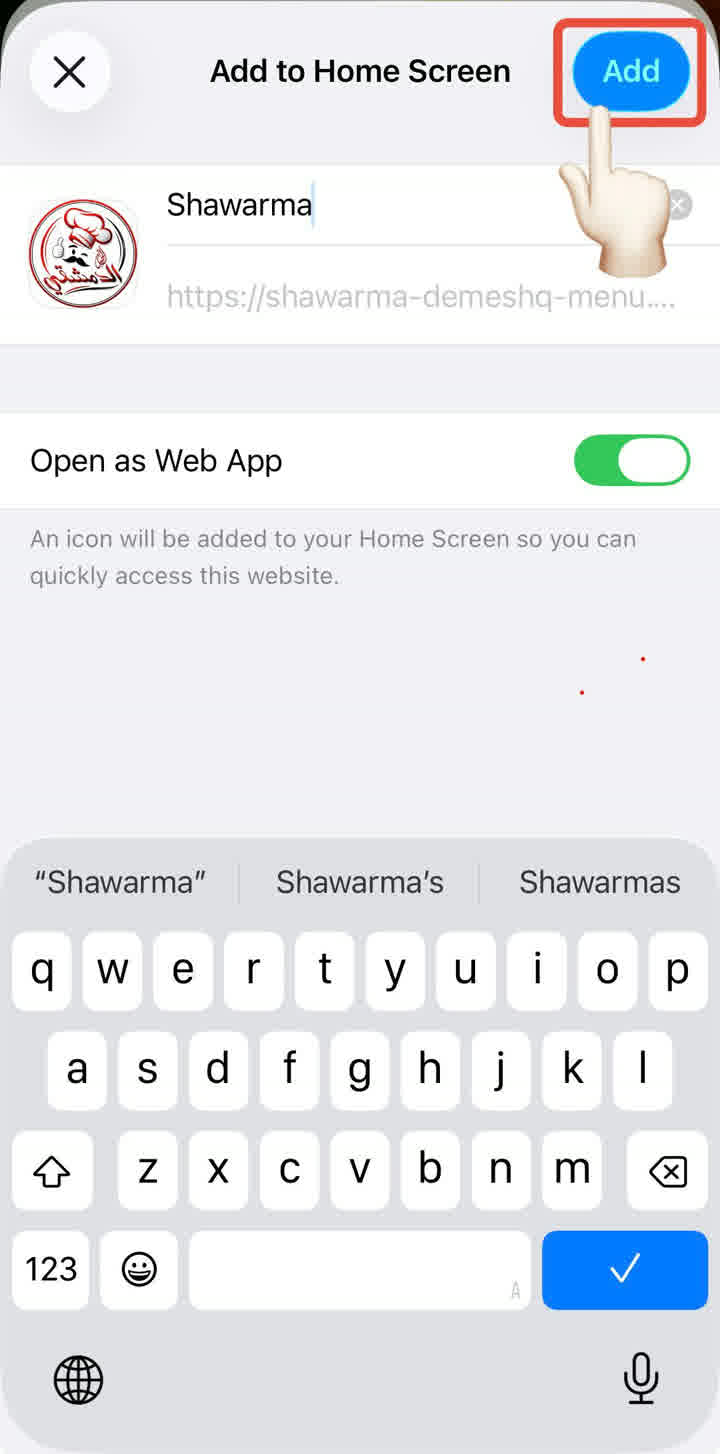 Add to Home Screen
Add
Shawarma
الدمشقي
https://shawarma-demeshq-menu....
Open as Web App
An icon will be added to your Home Screen so you can
quickly access this website.
“Shawarma”
Shawarma’s
Shawarmas
q w e r t y u i o p
a s d f g h j k l
z x c v b n m
123
A